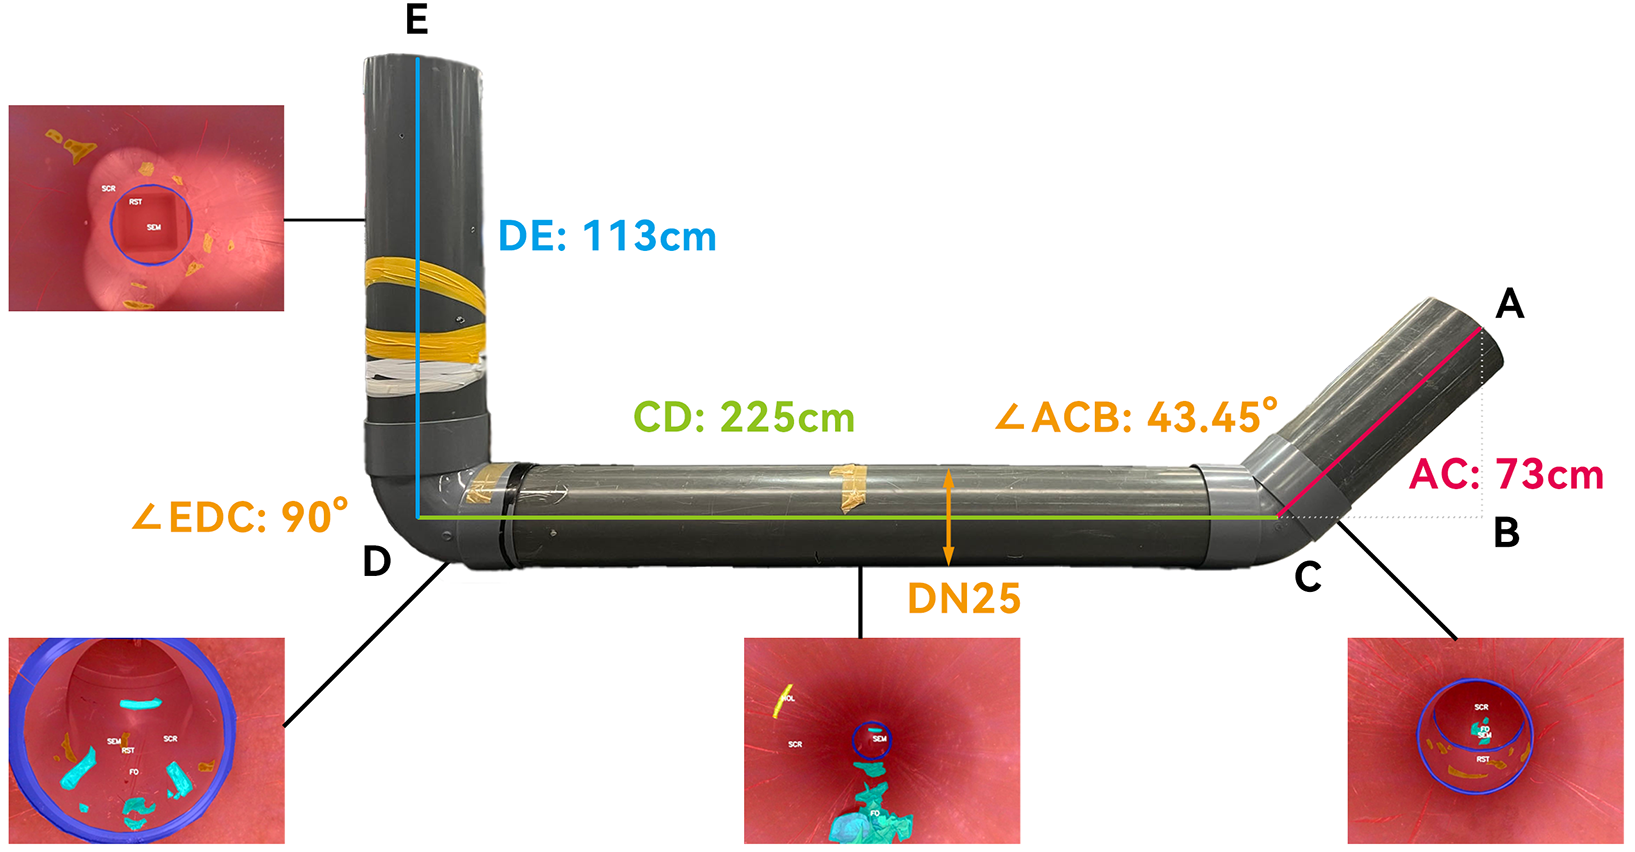 E
SCR
RST
SEM
DE: 113cm
A
CD: 225cm
∠ACB: 43.45°
AC: 73cm
∠EDC: 90°
B
D
C
DN25
SEM
RST
SCR
FO
HOL
SCR
SEM
FO
SCR
FO
SEM
RST